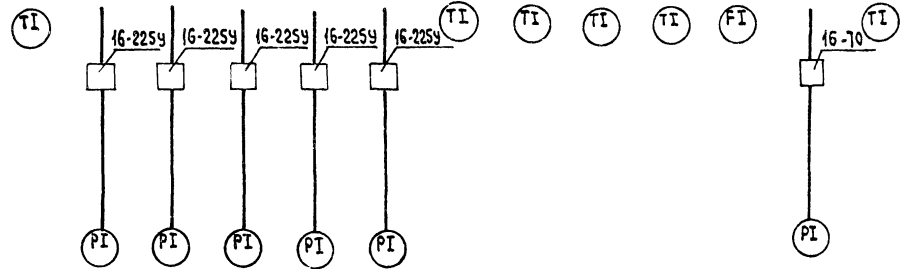 TI TI TI TI TI FI TI
16-225У 16-225У 16-225У 16-225У 16-225У 16-70
PI PI PI PI PI PI